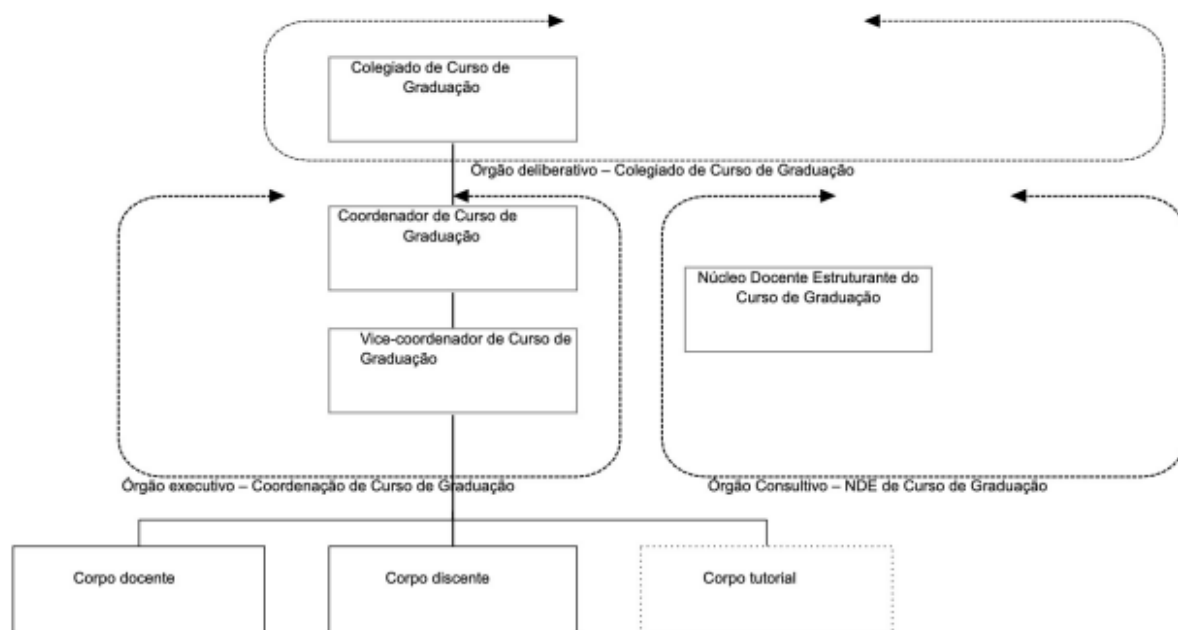 Colegiado de Curso de
Graduação
Órgão deliberativo – Colegiado de Curso de Graduação
Coordenador de Curso de
Graduação
Núcleo Docente Estruturante do
Curso de Graduação
Vice-coordenador de Curso de
Graduação
Órgão executivo – Coordenação de Curso de Graduação
Órgão Consultivo – NDE de Curso de Graduação
Corpo docente
Corpo discente
Corpo tutorial